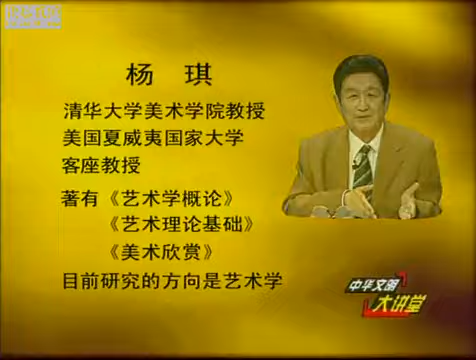 杨 琪
清华大学美术学院教授
美国夏威夷国家大学
客座教授
著有《艺术学概论》
《艺术理论基础》
《美术欣赏》
目前研究的方向是艺术学
中华文明
大讲堂